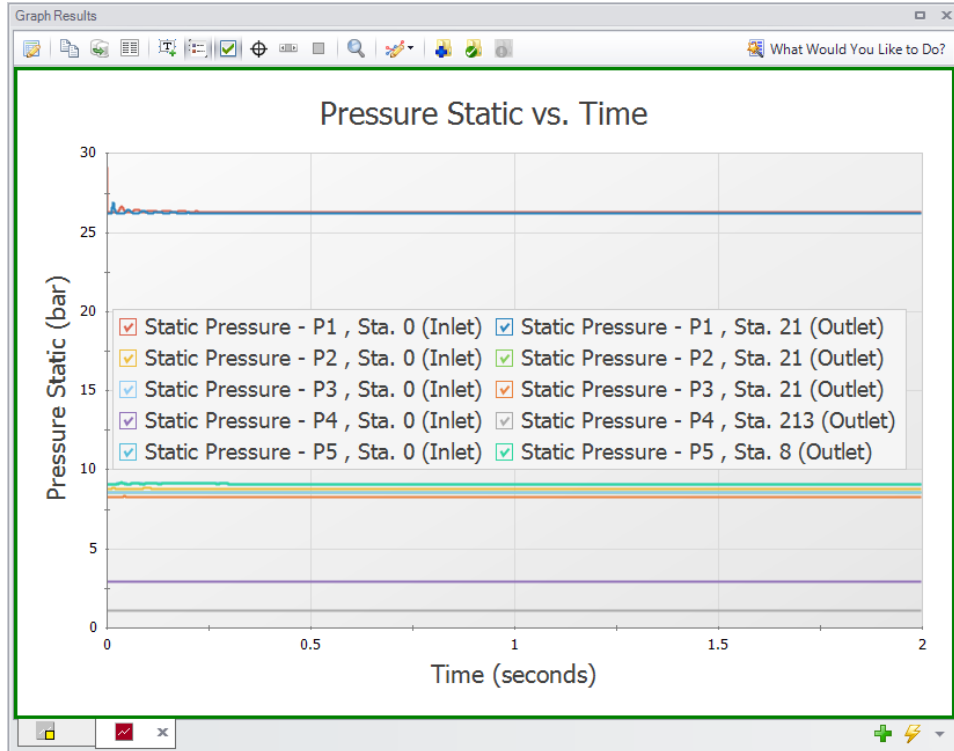 Graph Results
What Would You Like to Do?
Pressure Static vs. Time
Pressure Static (bar)
30
25
20
15
10
5
0
Static Pressure - P1 , Sta. 0 (Inlet) Static Pressure - P1 , Sta. 21 (Outlet)
Static Pressure - P2 , Sta. 0 (Inlet) Static Pressure - P2 , Sta. 21 (Outlet)
Static Pressure - P3 , Sta. 0 (Inlet) Static Pressure - P3 , Sta. 21 (Outlet)
Static Pressure - P4 , Sta. 0 (Inlet) Static Pressure - P4 , Sta. 213 (Outlet)
Static Pressure - P5 , Sta. 0 (Inlet) Static Pressure - P5 , Sta. 8 (Outlet)
0 0.5 1 1.5 2
Time (seconds)